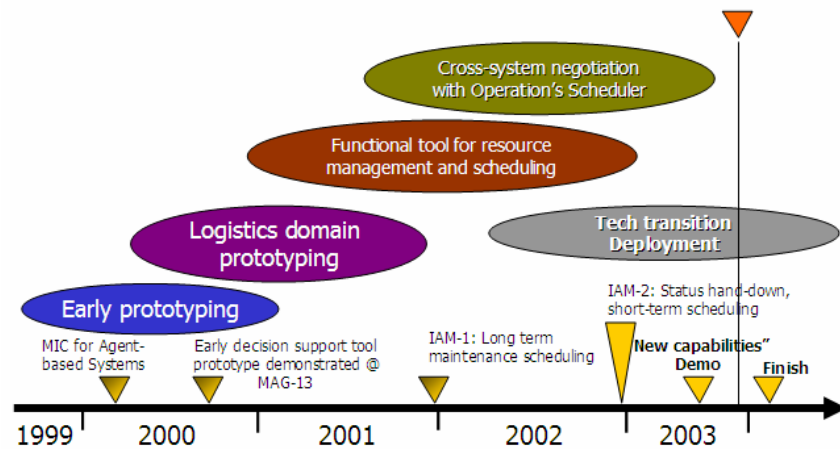 Cross-system negotiation
with Operation's Scheduler
Functional tool for resource
management and scheduling
Logistics domain
prototyping
Tech transition
Deployment
Early prototyping
IAM-2: Status hand-down,
short-term scheduling
MIC for Agent-
based Systems
Early decision support tool
prototype demonstrated @
MAG-13
IAM-1: Long term
maintenance scheduling
New capabilities"
Demo
Finish
1999
2000
2001
2002
2003